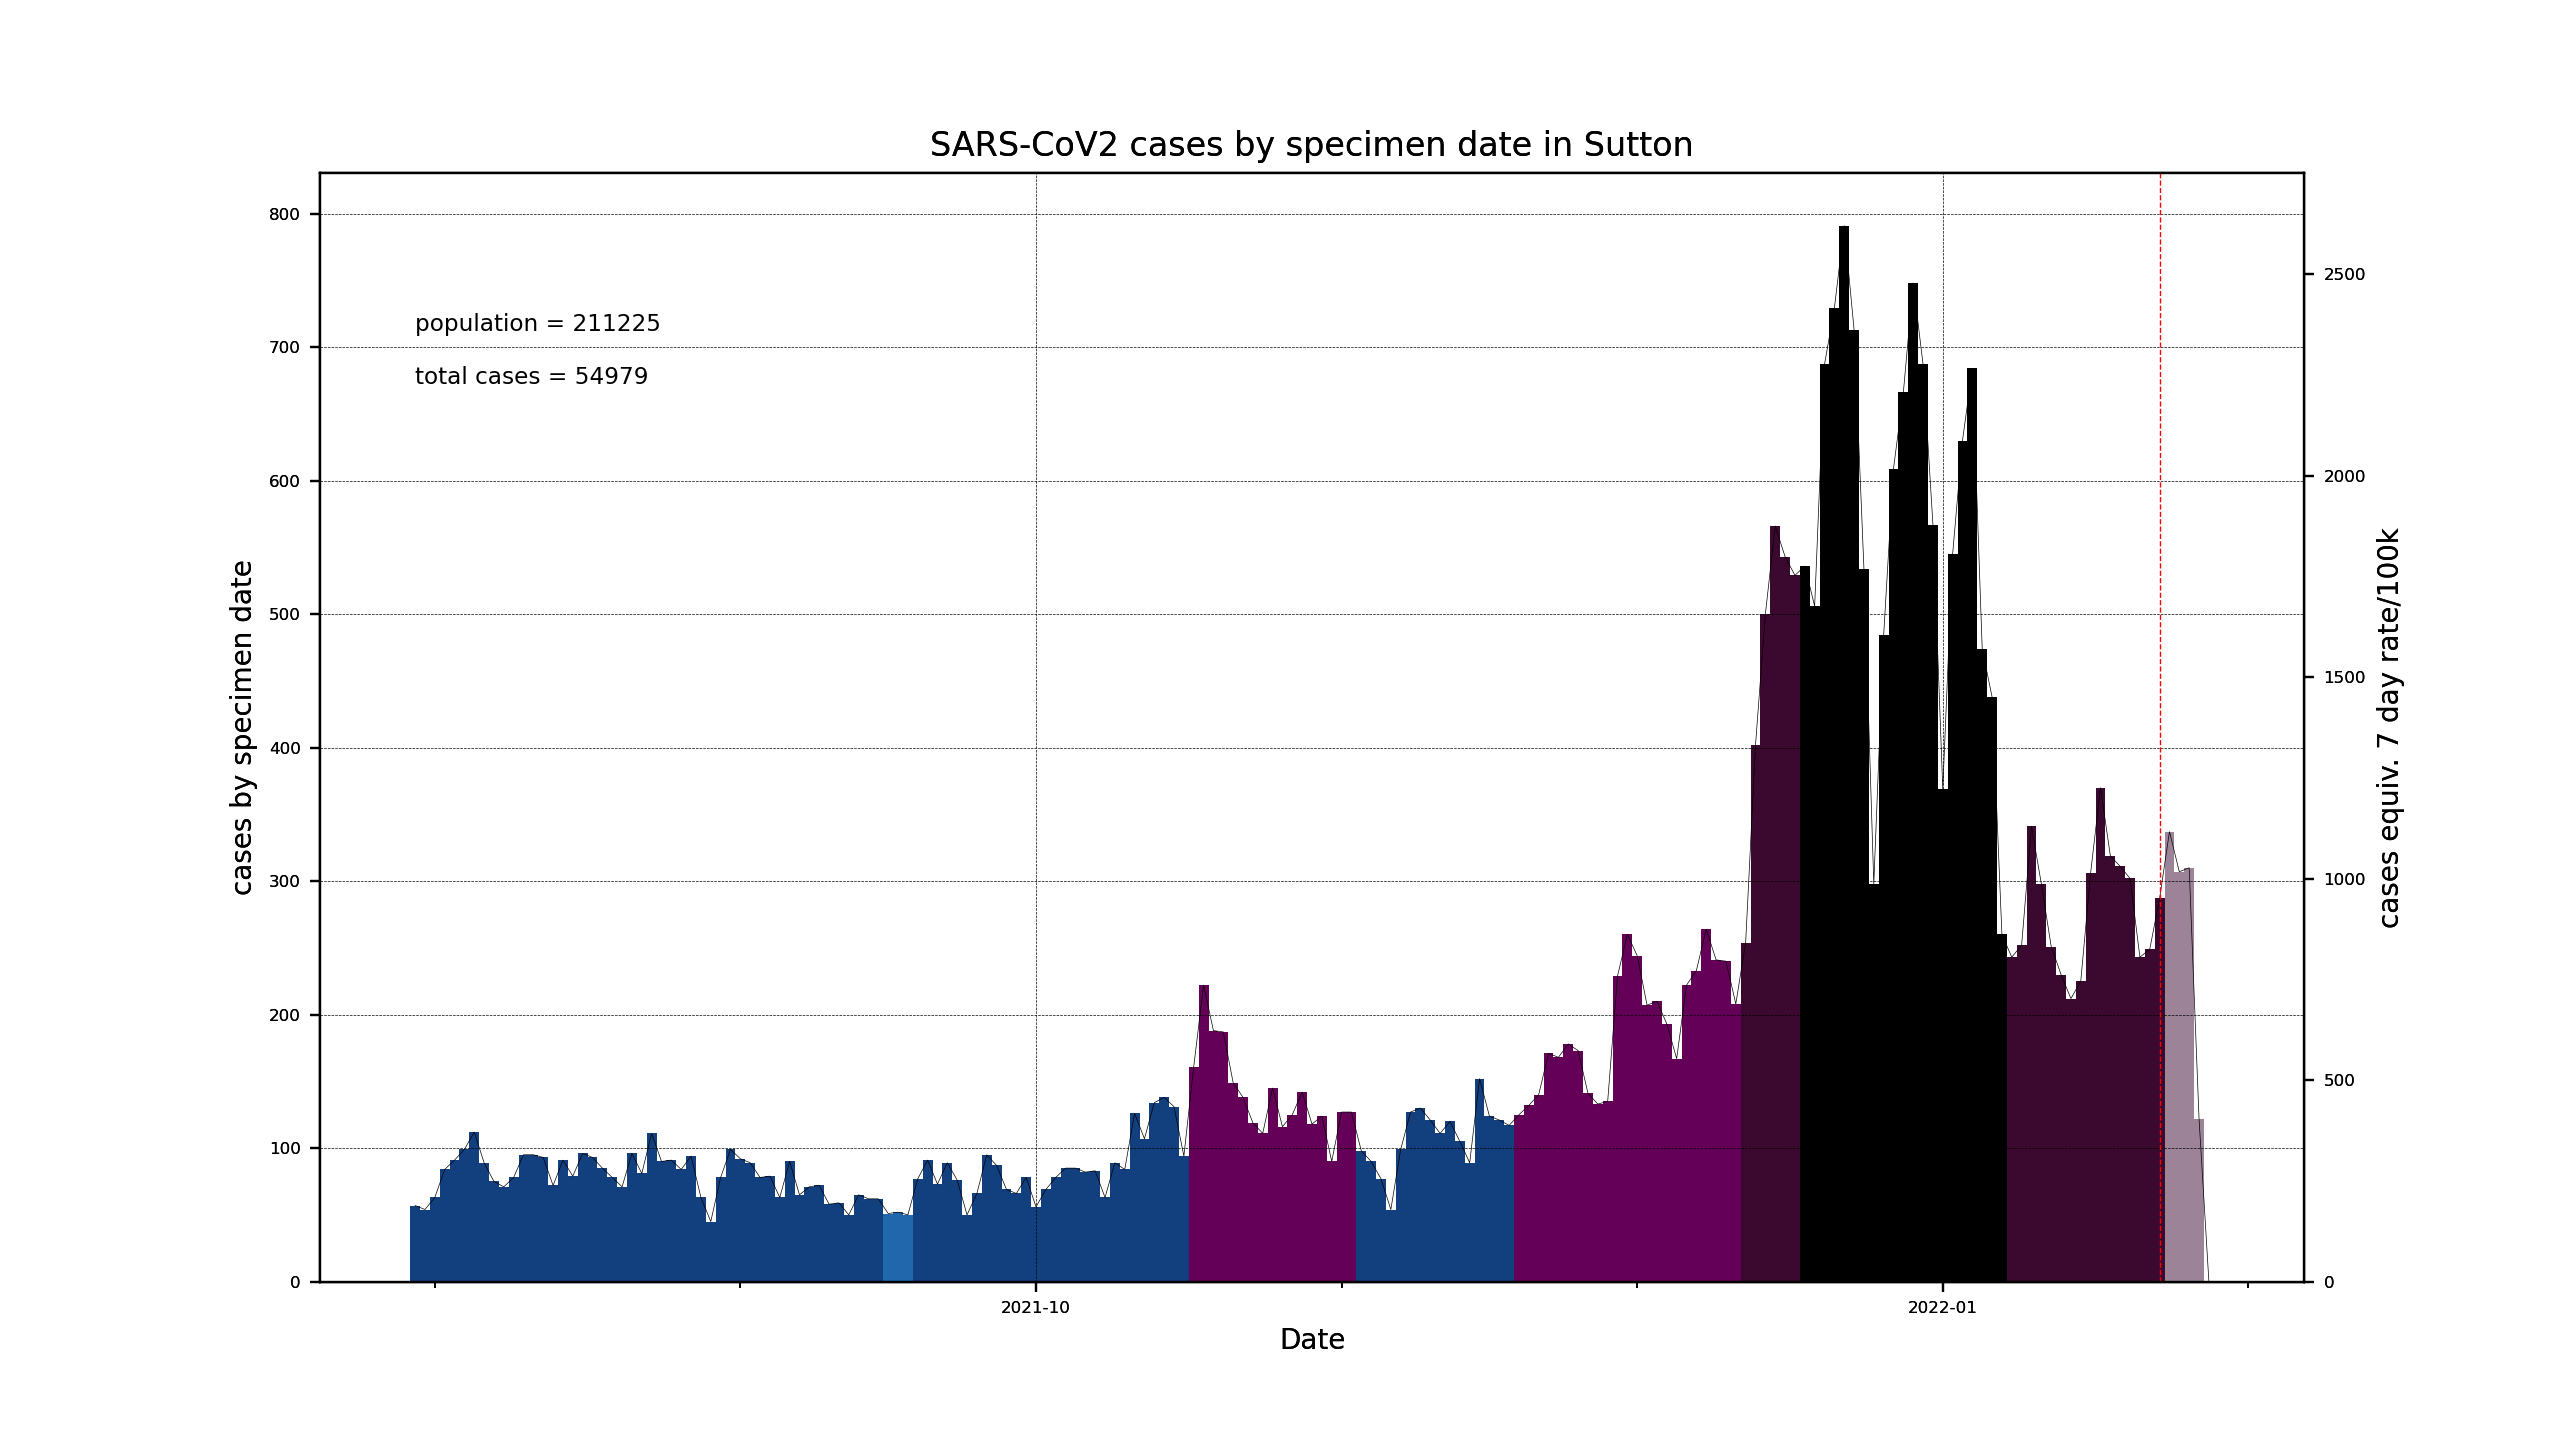 SARS-CoV2 cases by specimen date in Sutton
population = 211225
total cases = 54979
cases by specimen date
800
700
600
500
400
300
200
100
0
2500
2000
1500
1000
500
0
cases equiv. 7 day rate/100k
2021-10
2022-01
Date